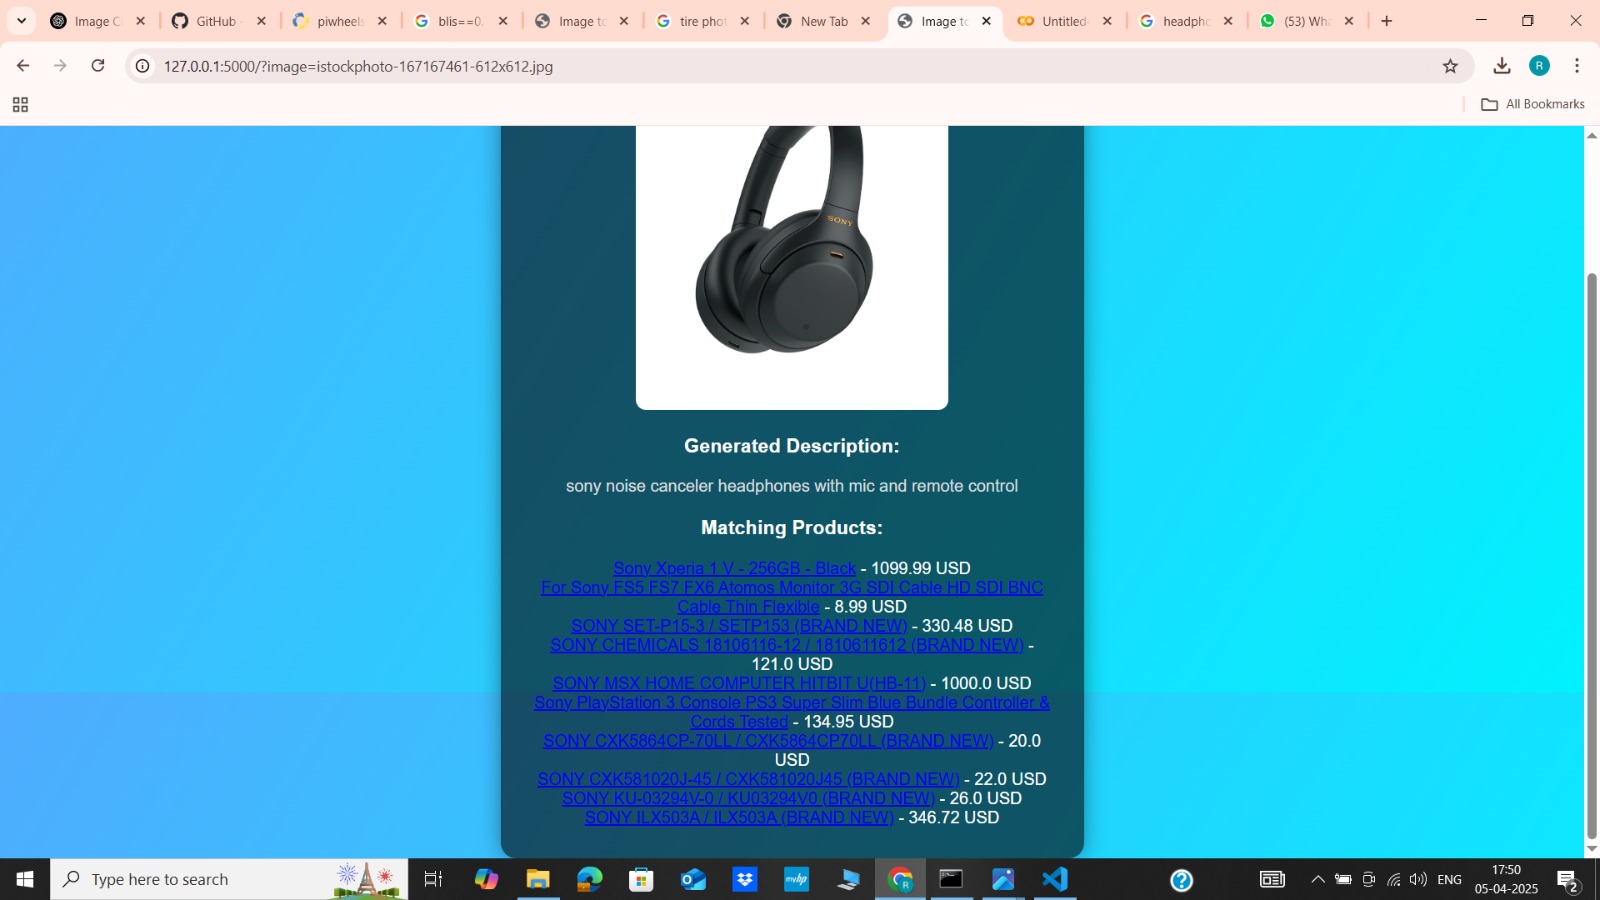 Image C
GitHub -
piwheels
blis==0.
Image to
tire phot
New Tab
Image to
Untitled
headpho
(53) Wha
127.0.0.1:5000/?image=istockphoto-167167461-612x612.jpg
R
All Bookmarks
SONY
Generated Description:
sony noise canceler headphones with mic and remote control
Matching Products:
Sony Xperia 1 V - 256GB - Black - 1099.99 USD
For Sony FS5 FS7 FX6 Atomos Monitor 3G SDI Cable HD SDI BNC
Cable Thin Flexible - 8.99 USD
SONY SET-P15-3 / SETP153 (BRAND NEW) - 330.48 USD
SONY CHEMICALS 18106116-12 / 1810611612 (BRAND NEW) -
121.0 USD
SONY MSX HOME COMPUTER HITBIT U(HB-11) - 1000.0 USD
Sony PlayStation 3 Console PS3 Super Slim Blue Bundle Controller &
Cords Tested - 134.95 USD
SONY CXK5864CP-70LL / CXK5864CP70LL (BRAND NEW) - 20.0
USD
SONY CXK581020J-45 / CXK581020J45 (BRAND NEW) - 22.0 USD
SONY KU-03294V-0 / KU03294V0 (BRAND NEW) - 26.0 USD
SONY ILX503A / ILX503A (BRAND NEW) - 346.72 USD
Type here to search
myhp
R
ENG
17:50
05-04-2025
2